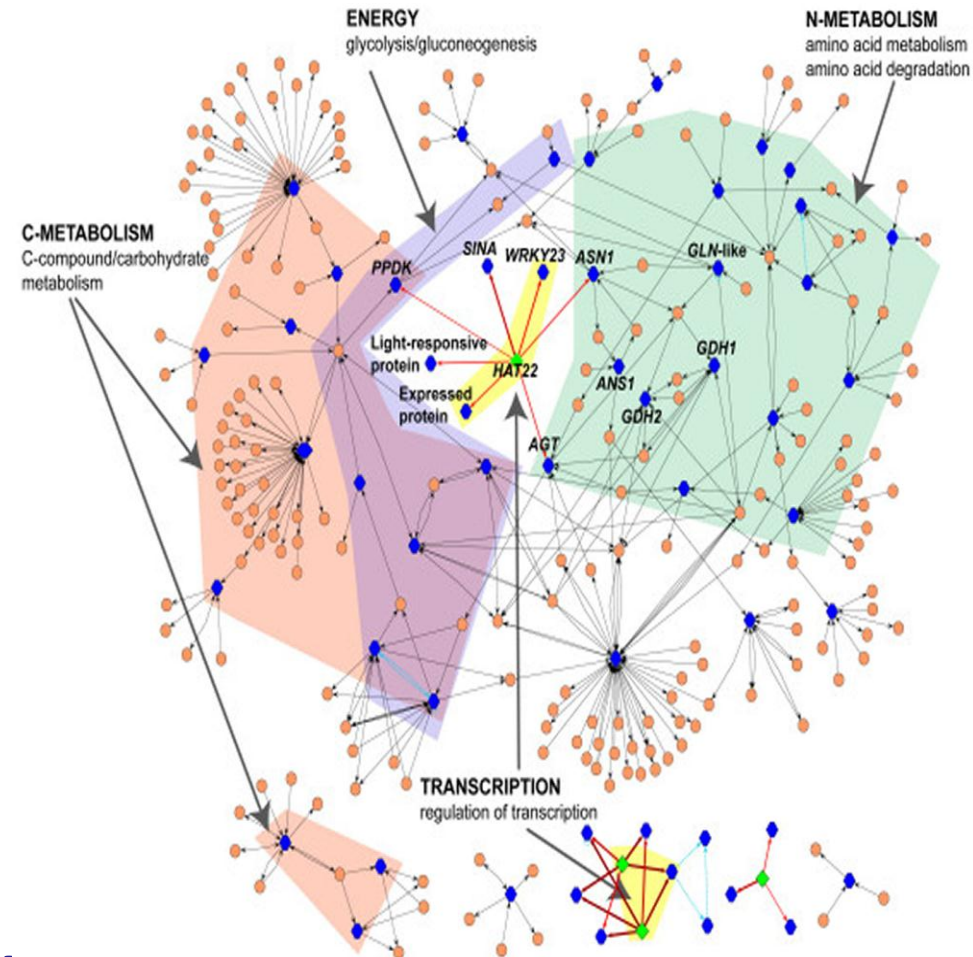 ENERGY
glycolysis/gluconeogenesis
N-METABOLISM
amino acid metabolism
amino acid degradation
C-METABOLISM
C-compound/carbohydrate
metabolism
PPDK
SINA
WRKY23
ASN1
GLN-like
Light-responsive
protein
HAT22
GDH1
ANS1
Expressed
protein
GDH2
AGT
TRANSCRIPTION
regulation of transcription